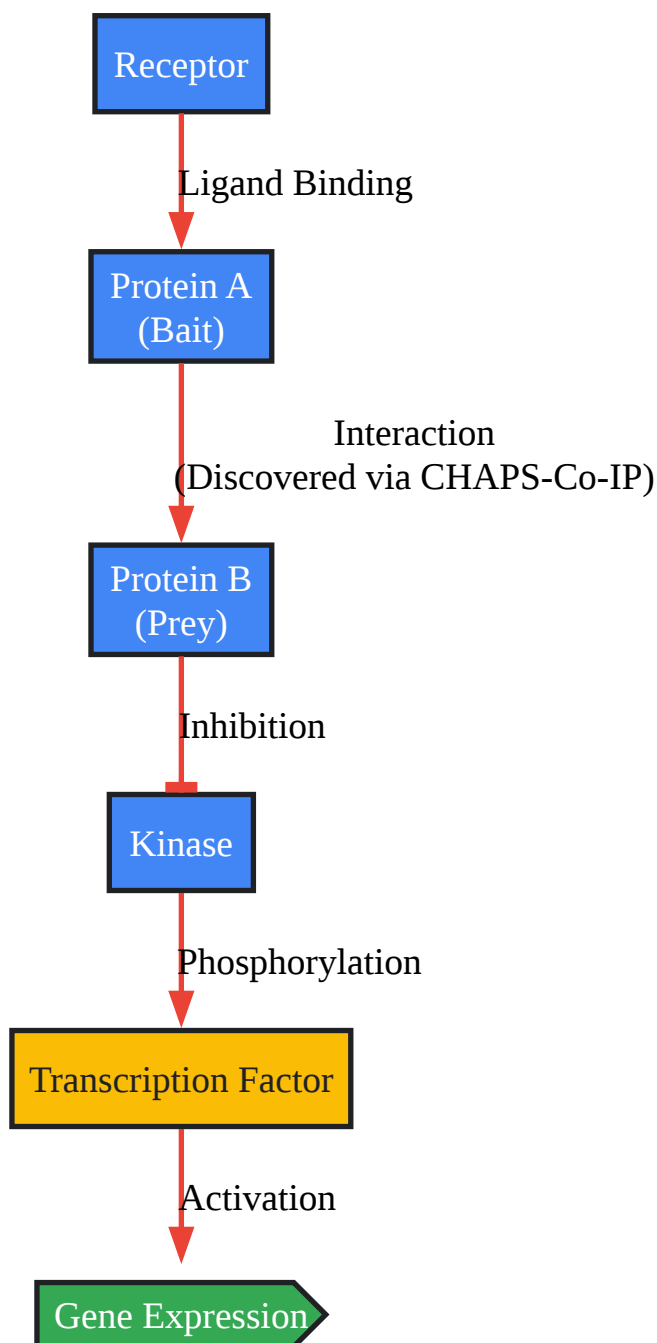 Receptor
Ligand Binding
Protein A
(Bait)
Interaction
(Discovered via CHAPS-Co-IP)
Protein B
(Prey)
Inhibition
Kinase
Phosphorylation
Transcription Factor
Activation
Gene Expression